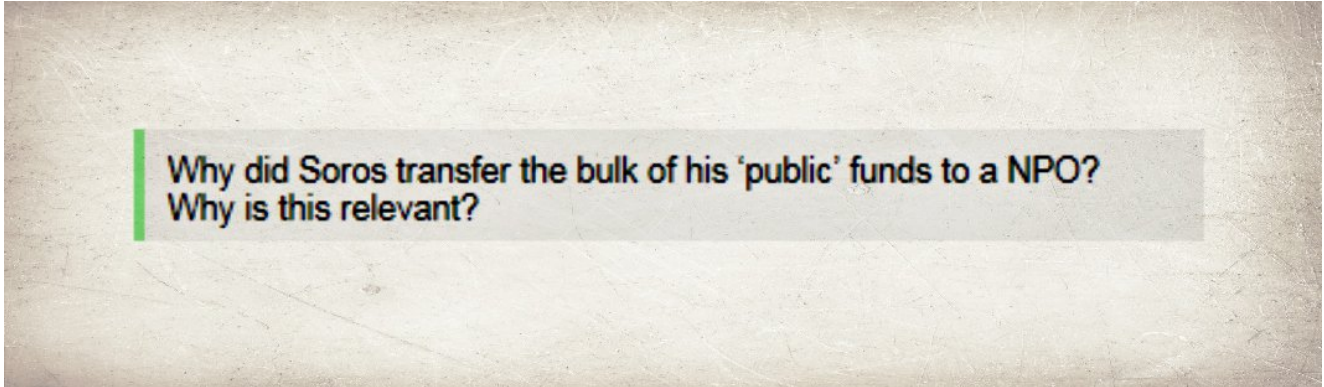 Why did Soros transfer the bulk of his ‘public’ funds to a NPO?
Why is this relevant?